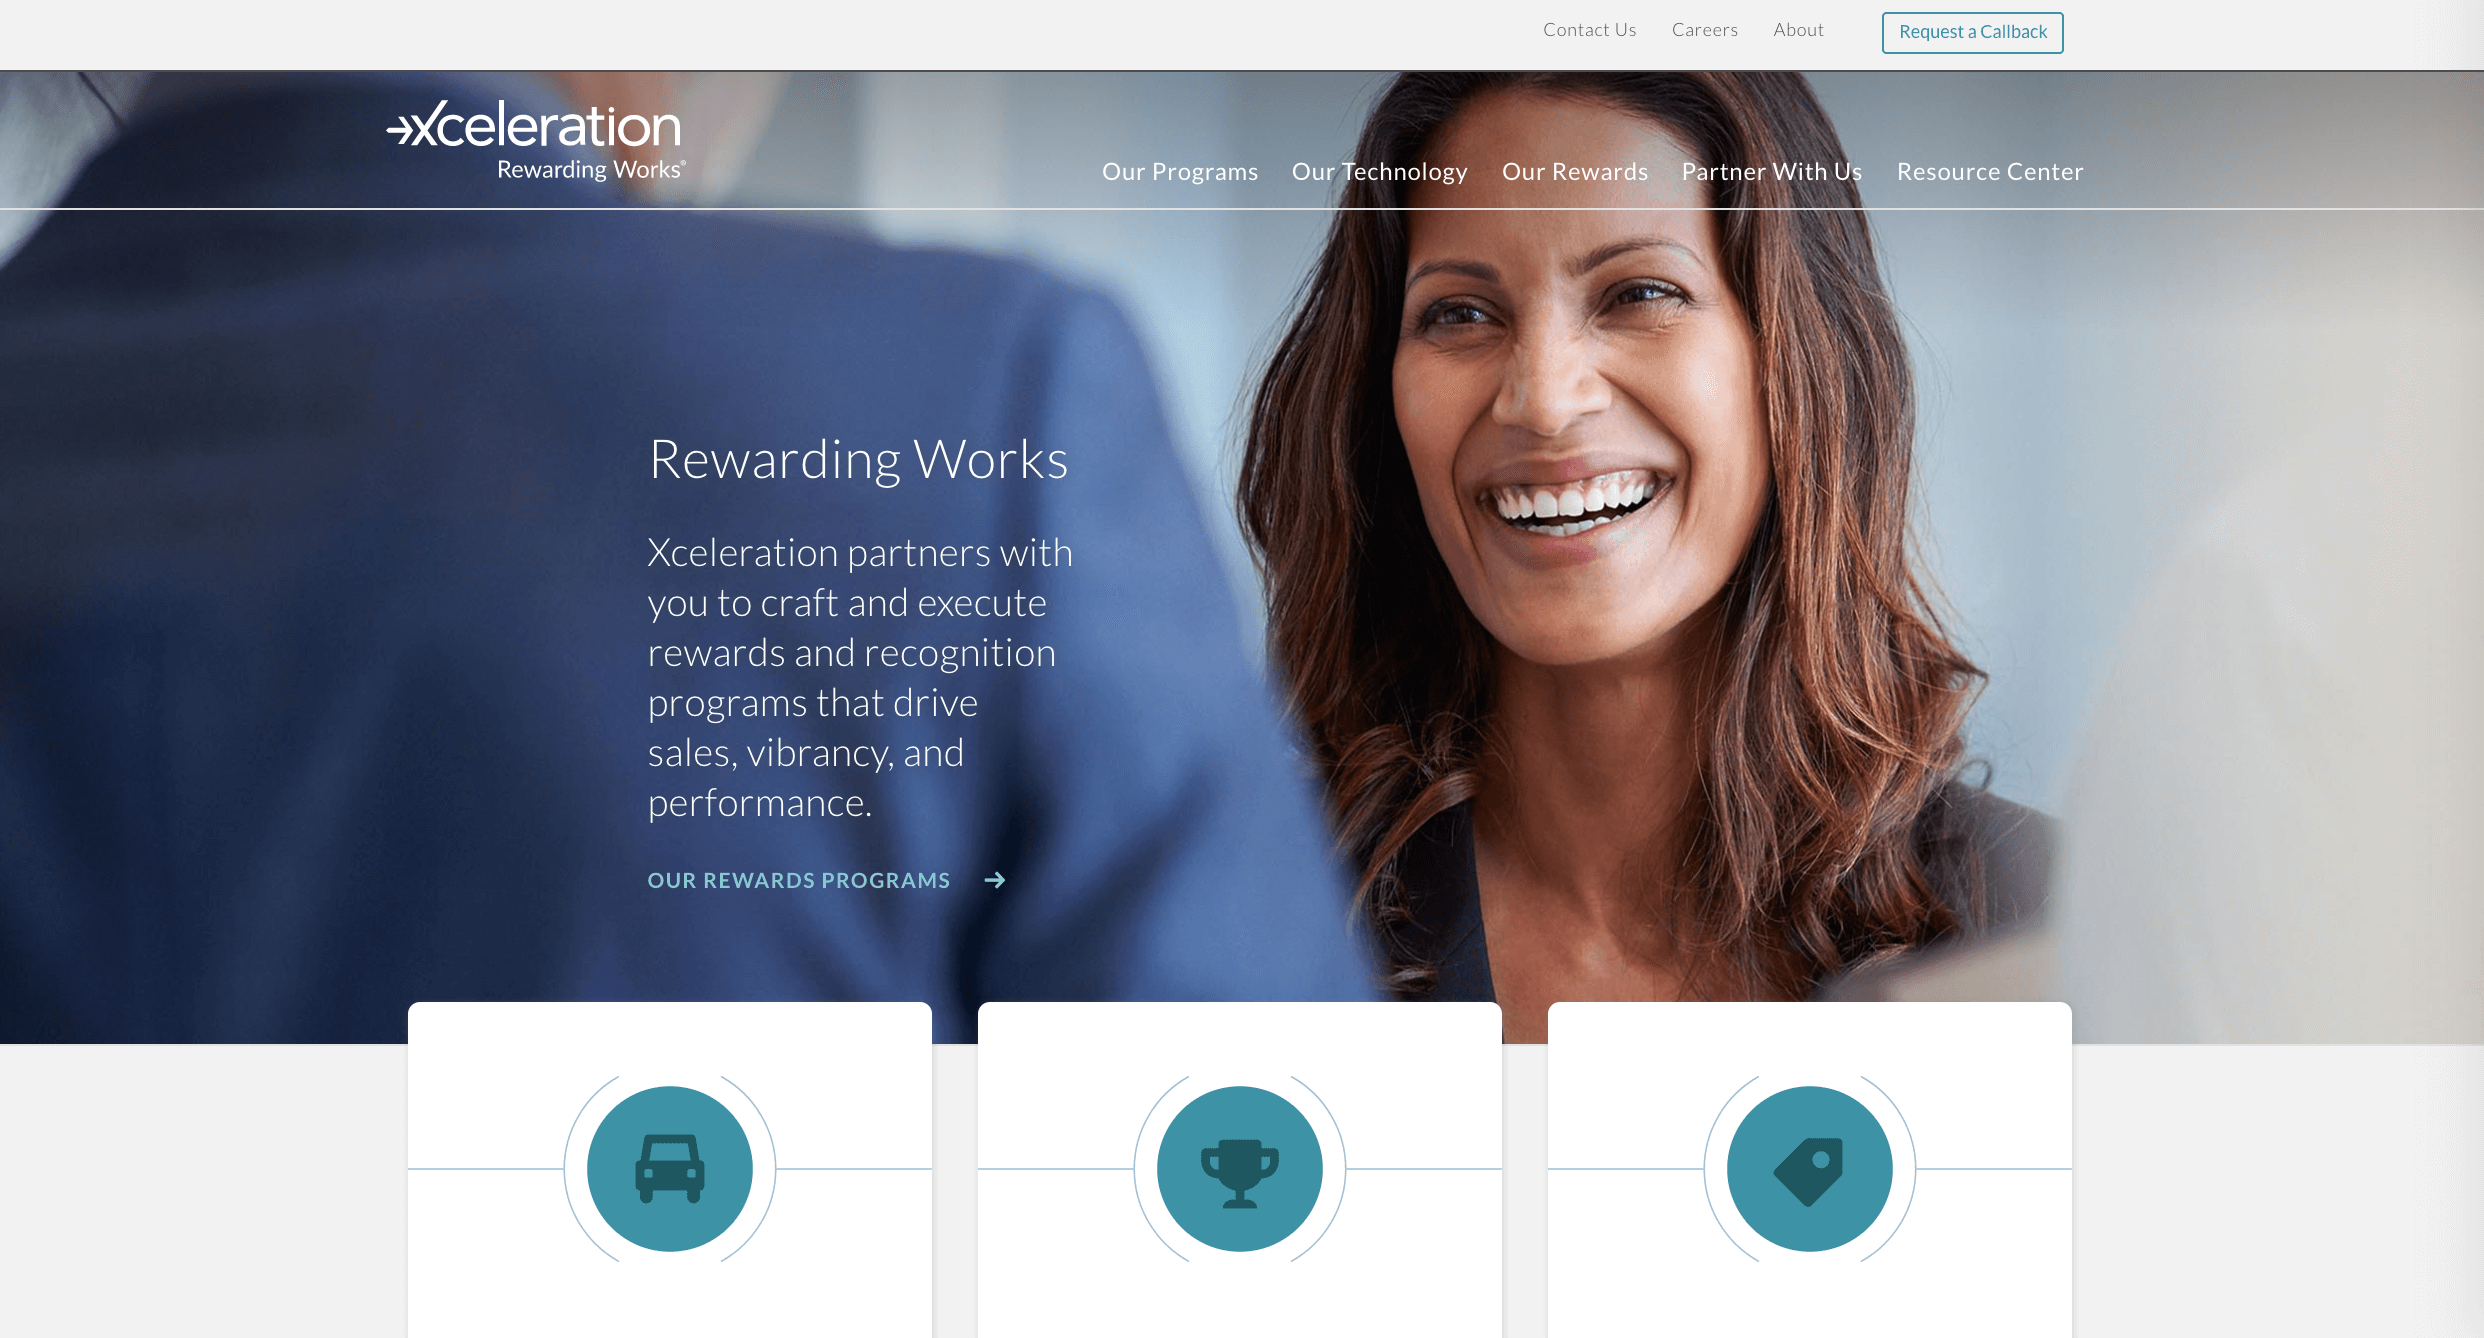 Contact Us Careers About Request a Callback
xceleration
Rewarding Works®
Our Programs Our Technology Our Rewards Partner With Us Resource Center
Rewarding Works
Xceleration partners with
you to craft and execute
rewards and recognition
programs that drive
sales, vibrancy, and
performance.
OUR REWARDS PROGRAMS